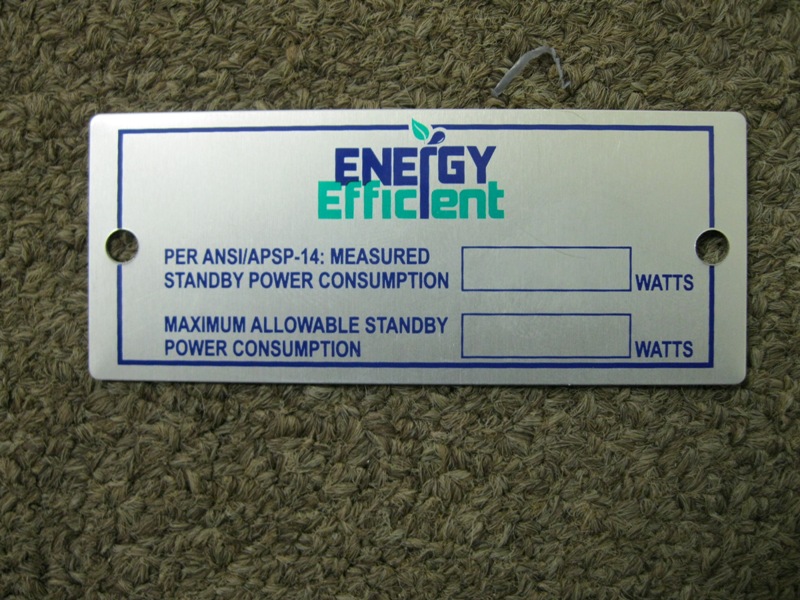 ENERGY
Efficient
PER ANSI/APSP-14: MEASURED
STANDBY POWER CONSUMPTION WATTS
MAXIMUM ALLOWABLE STANDBY
POWER CONSUMPTION WATTS